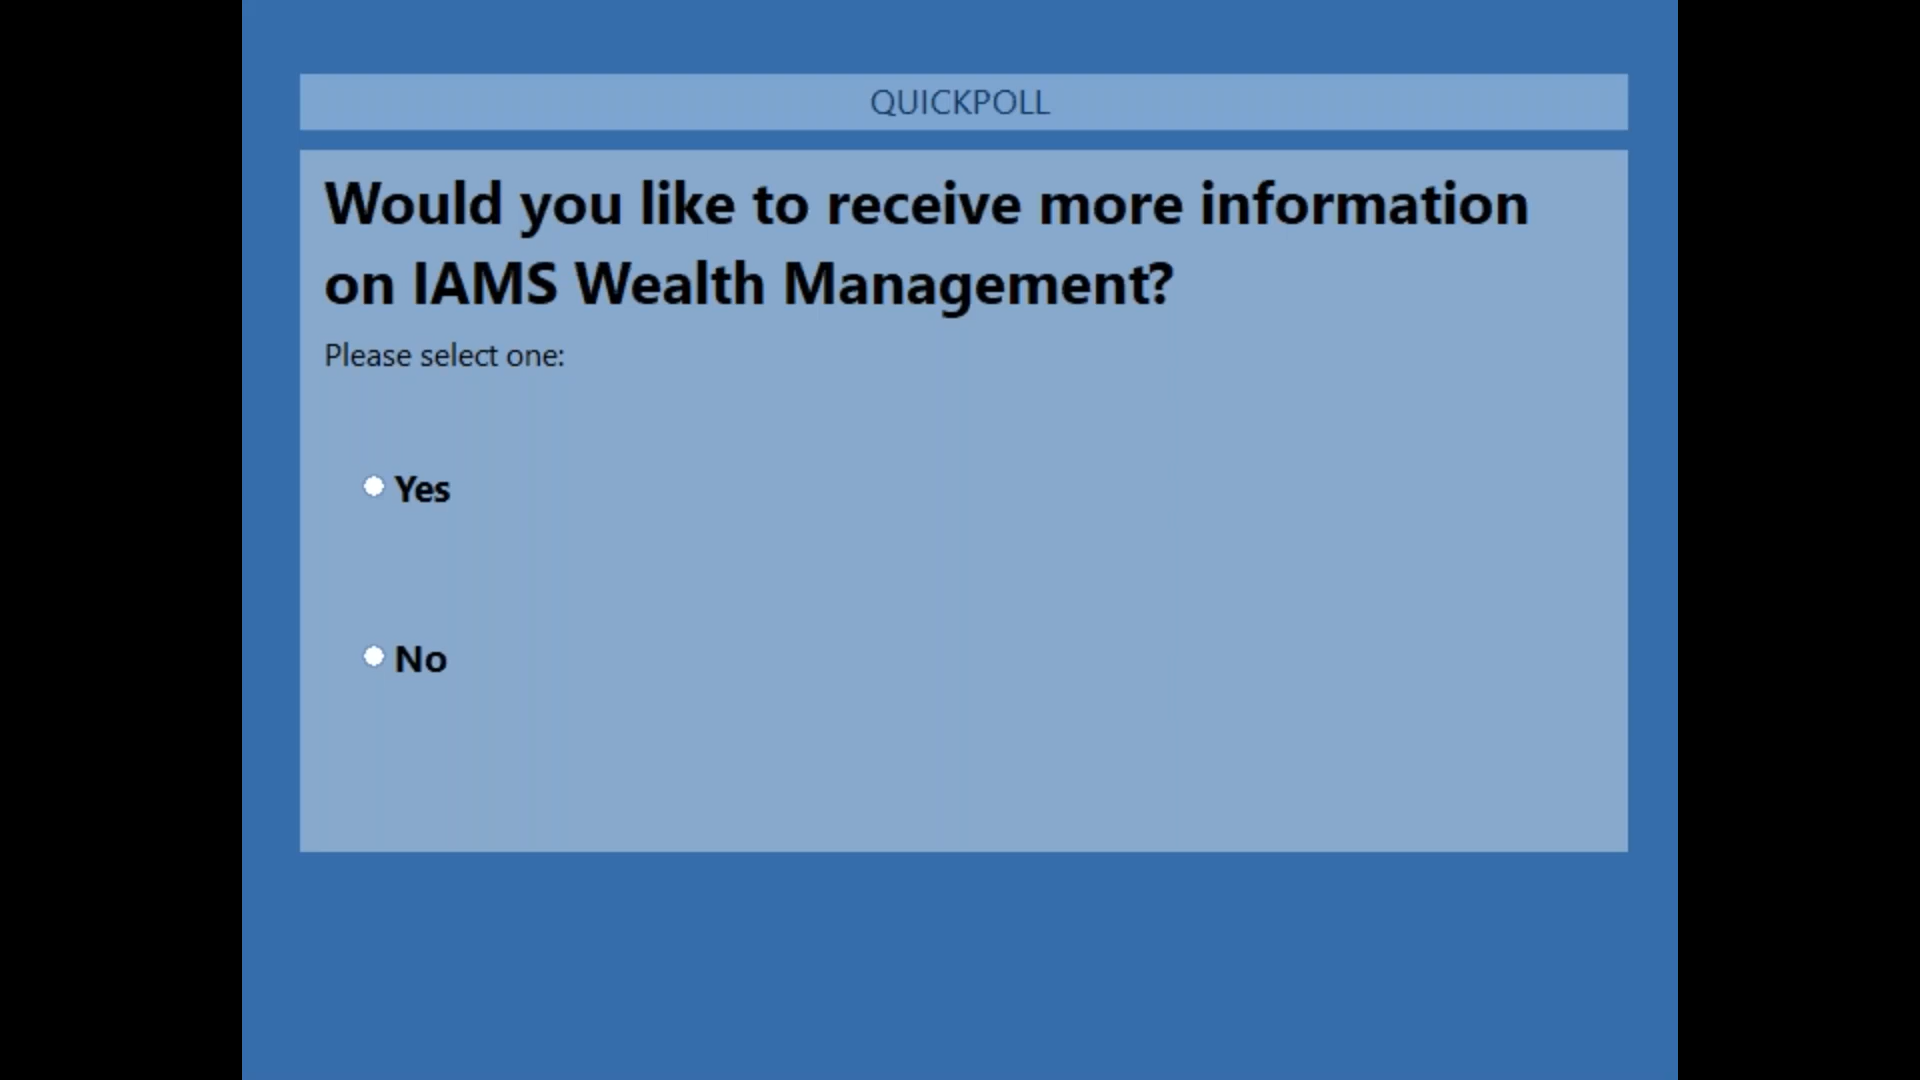 QUICKPOLL
Would you like to receive more information
on IAMS Wealth Management?
Please select one:
Yes
No